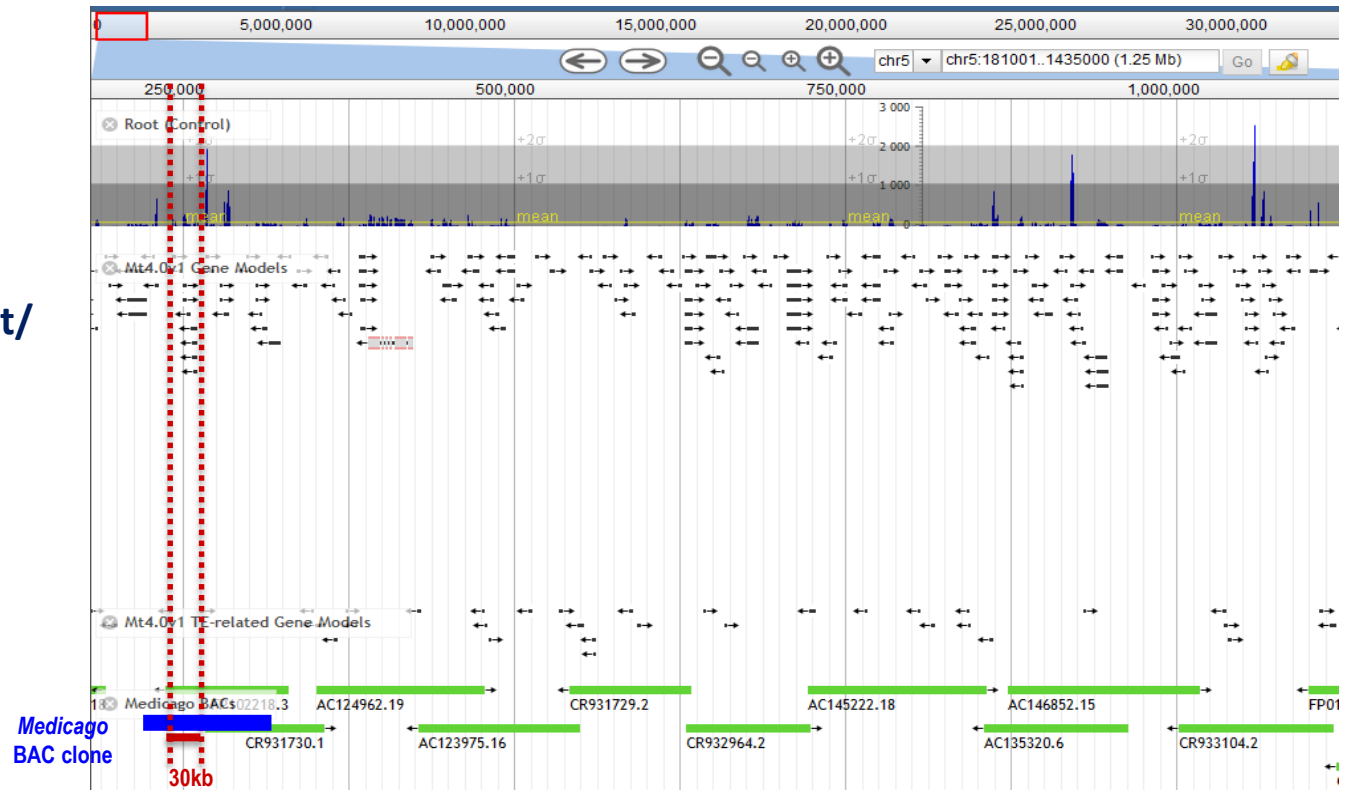 0 5,000,000 10,000,000 15,000,000 20,000,000 25,000,000 30,000,000
chr5 chr5:181001..1435000 (1.25 Mb) Go
250,000 500,000 750,000 1,000,000
Root (Control)
3 000
+2σ +2σ +2σ
2 000
+1σ +1σ +1σ +1σ
1 000
mean mean mean mean
0
Mt4.0v1 Gene Models
t/
Mt4.0v1 TE-related Gene Models
Medicago BACs 02218.3 AC124962.19 CR931729.2 AC145222.18 AC146852.15 FP01
Medicago
BAC clone
CR931730.1 AC123975.16 CR932964.2 AC135320.6 CR933104.2
30kb